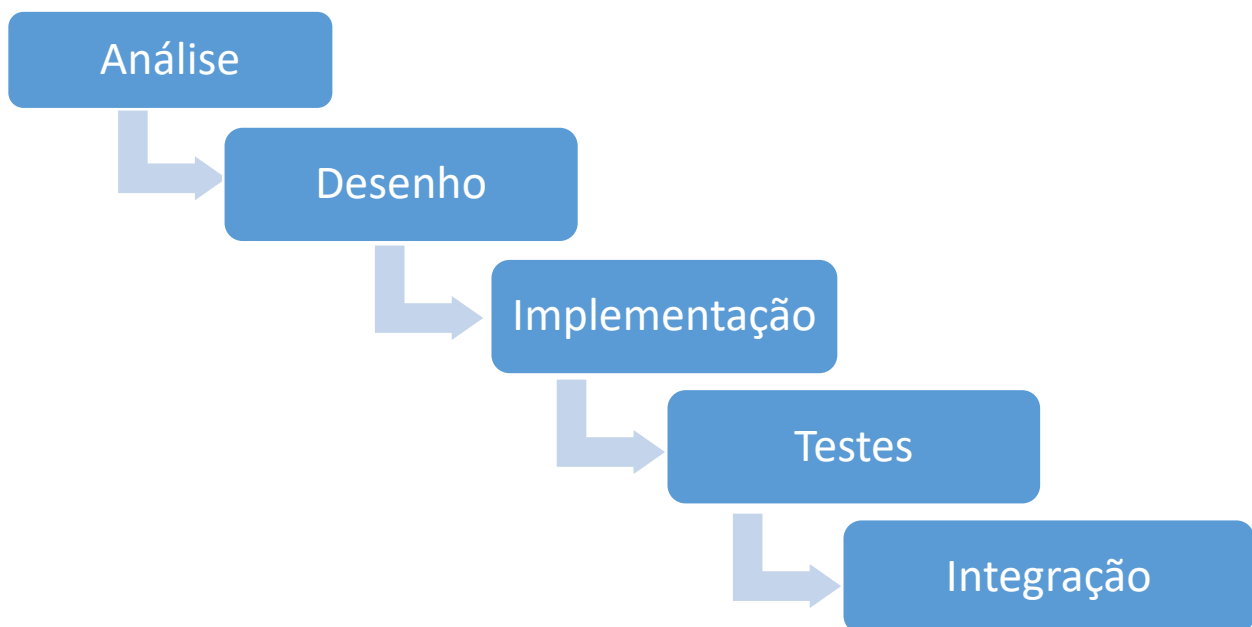 Análise
Desenho
Implementação
Testes
Integração